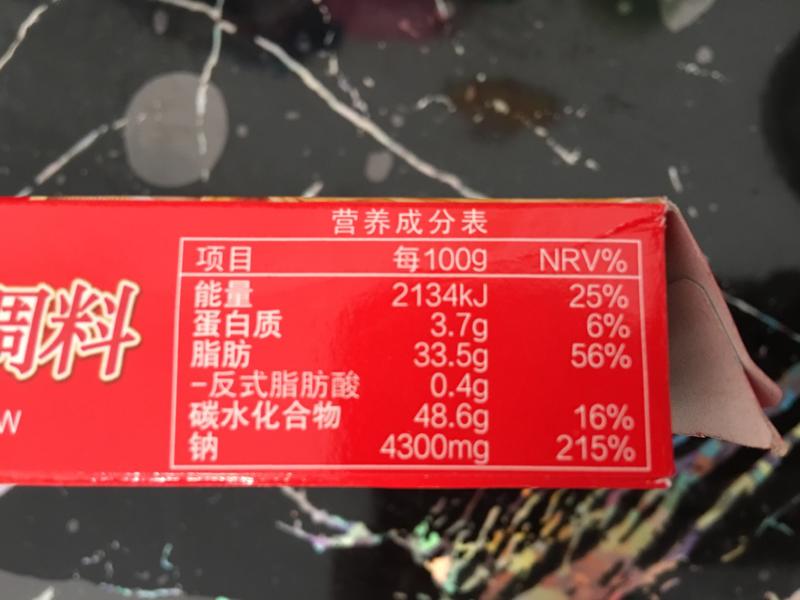 营养成分表
项目 每100g NRV%
能量 2134kJ 25%
蛋白质 3.7g 6%
脂肪 33.5g 56%
-反式脂肪酸 0.4g
碳水化合物 48.6g 16%
钠 4300mg 215%
调料
W